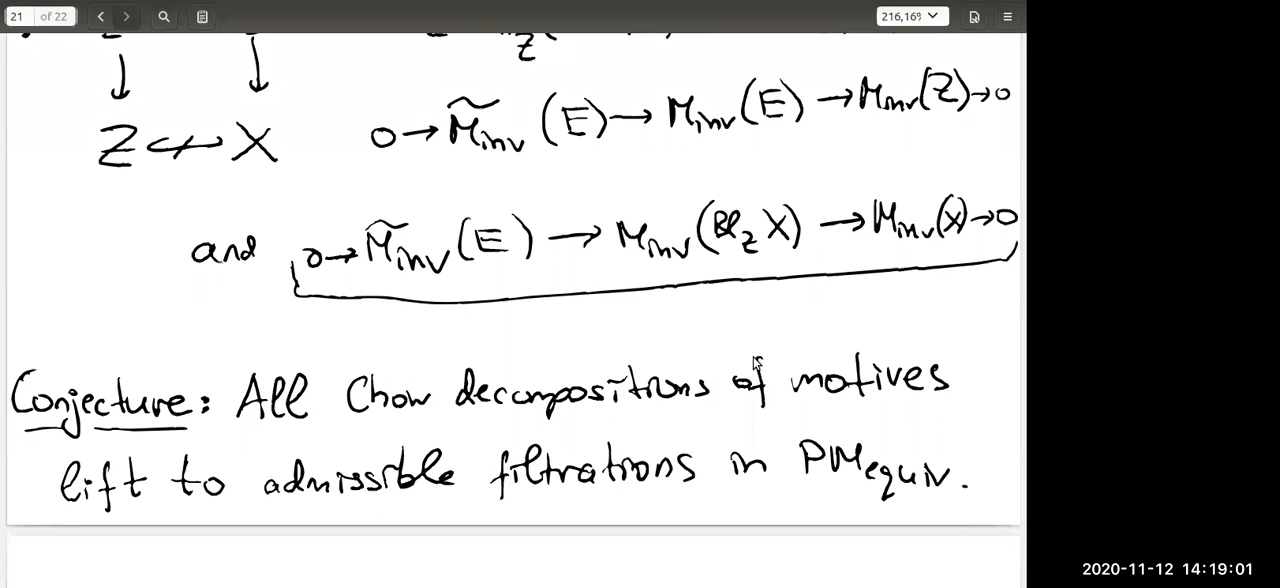 21 of 22 216,16%
Z
0 → M̃inv (E) → Minv (E) → Minv (Z) → 0
Z ↪ X
and 0 → M̃inv (E) → Minv (BlZ X) → Minv (X) → 0
Conjecture: All Chow decompositions of motives
lift to admissible filtrations in PMequiv.
2020-11-12 14:19:01